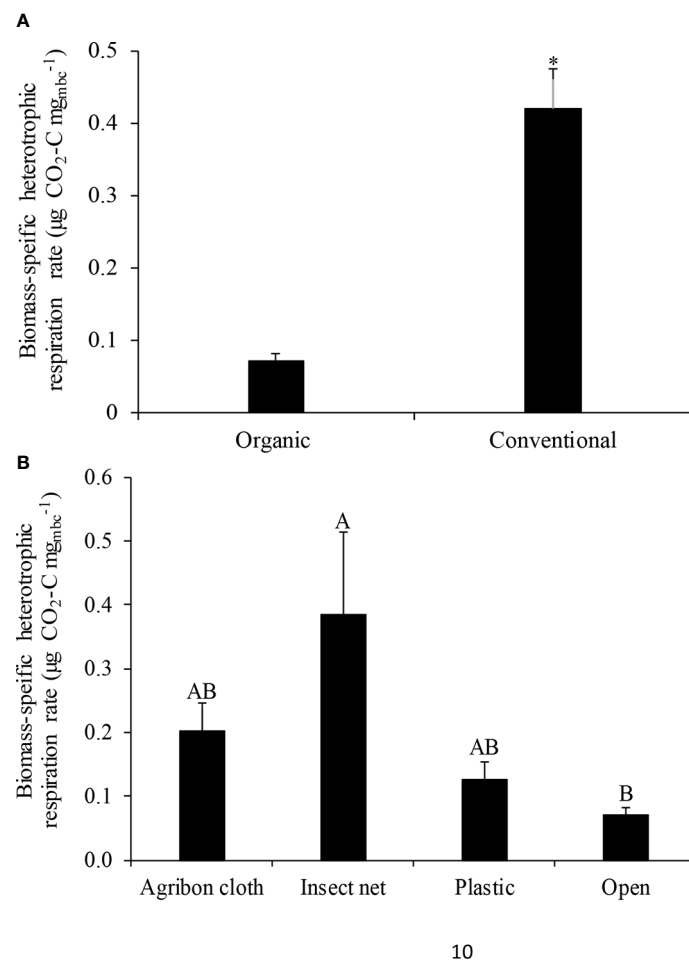 A
Biomass-speific heterotrophic
respiration rate (µg CO₂-C mg_mbc⁻¹)
0.5
0.4
0.3
0.2
0.1
0
*
Organic
Conventional
B
Biomass-speific heterotrophic
respiration rate (µg CO₂-C mg_mbc⁻¹)
0.6
0.5
0.4
0.3
0.2
0.1
0.0
AB
A
AB
B
Agribon cloth
Insect net
Plastic
Open
10